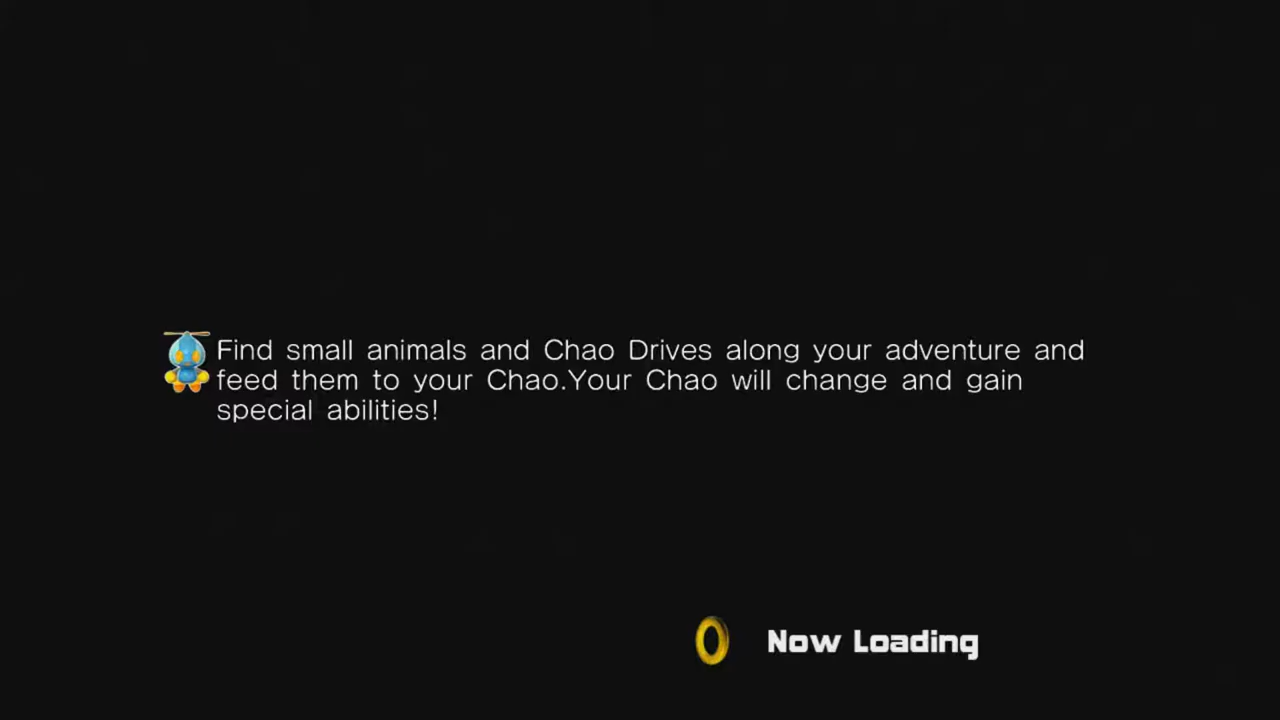 Find small animals and Chao Drives along your adventure and
feed them to your Chao.Your Chao will change and gain
special abilities!
Now Loading